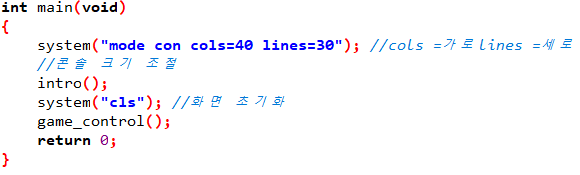 int main(void)
{
    system("mode con cols=40 lines=30"); //cols =가로 lines =세로
    //콘솔 크기 조절
    intro();
    system("cls"); //화면 초기화
    game_control();
    return 0;
}